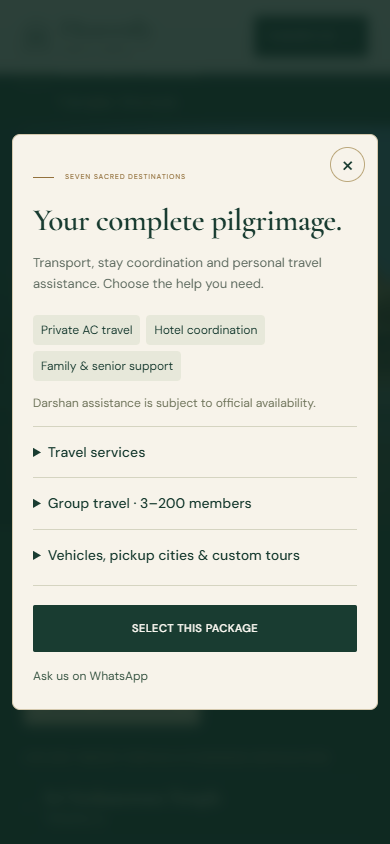 SEVEN SACRED DESTINATIONS
Your complete pilgrimage.
Transport, stay coordination and personal travel
assistance. Choose the help you need.
Private AC travel
Hotel coordination
Family & senior support
Darshan assistance is subject to official availability.
Travel services
Group travel · 3–200 members
Vehicles, pickup cities & custom tours
SELECT THIS PACKAGE
Ask us on WhatsApp